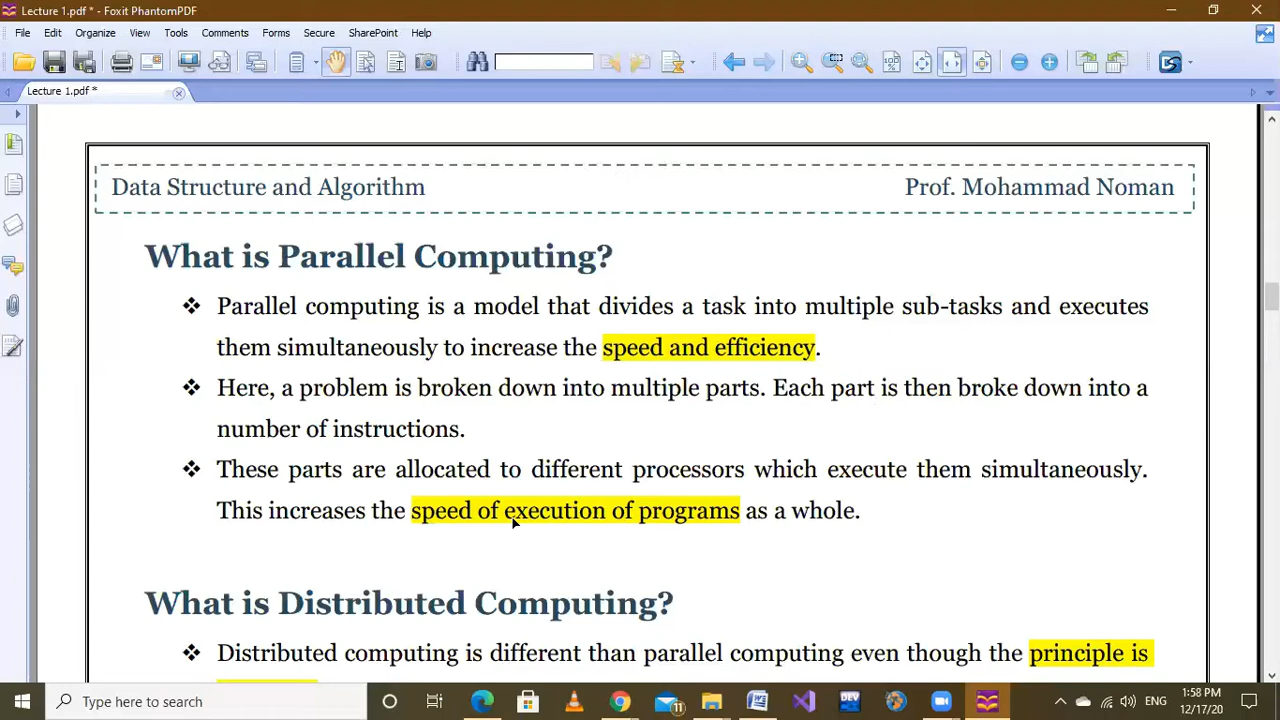 Lecture 1.pdf * - Foxit PhantomPDF
File Edit Organize View Tools Comments Forms Secure SharePoint Help
Lecture 1.pdf *
Data Structure and Algorithm Prof. Mohammad Noman
What is Parallel Computing?
❖ Parallel computing is a model that divides a task into multiple sub-tasks and executes
them simultaneously to increase the speed and efficiency.
❖ Here, a problem is broken down into multiple parts. Each part is then broke down into a
number of instructions.
❖ These parts are allocated to different processors which execute them simultaneously.
This increases the speed of execution of programs as a whole.
What is Distributed Computing?
❖ Distributed computing is different than parallel computing even though the principle is
Type here to search
11
DEV
ENG
1:58 PM
12/17/20